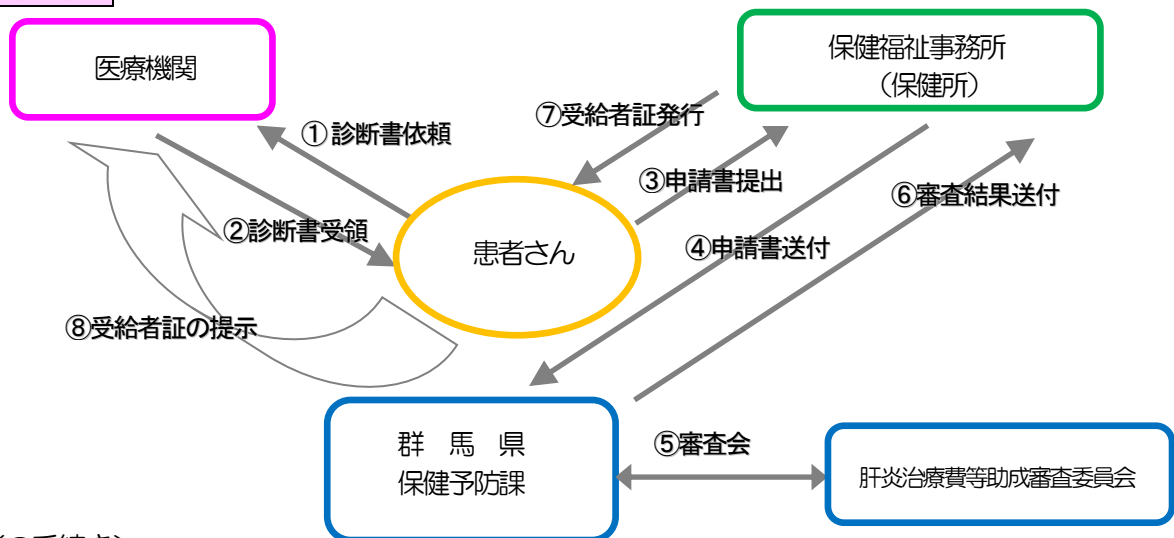 医療機関
保健福祉事務所
（保健所）
⑦受給者証発行
①診断書依頼
③申請書提出
⑥審査結果送付
②診断書受領
患者さん
④申請書送付
⑧受給者証の提示
群　馬　県
保健予防課
⑤審査会
肝炎治療費等助成審査委員会